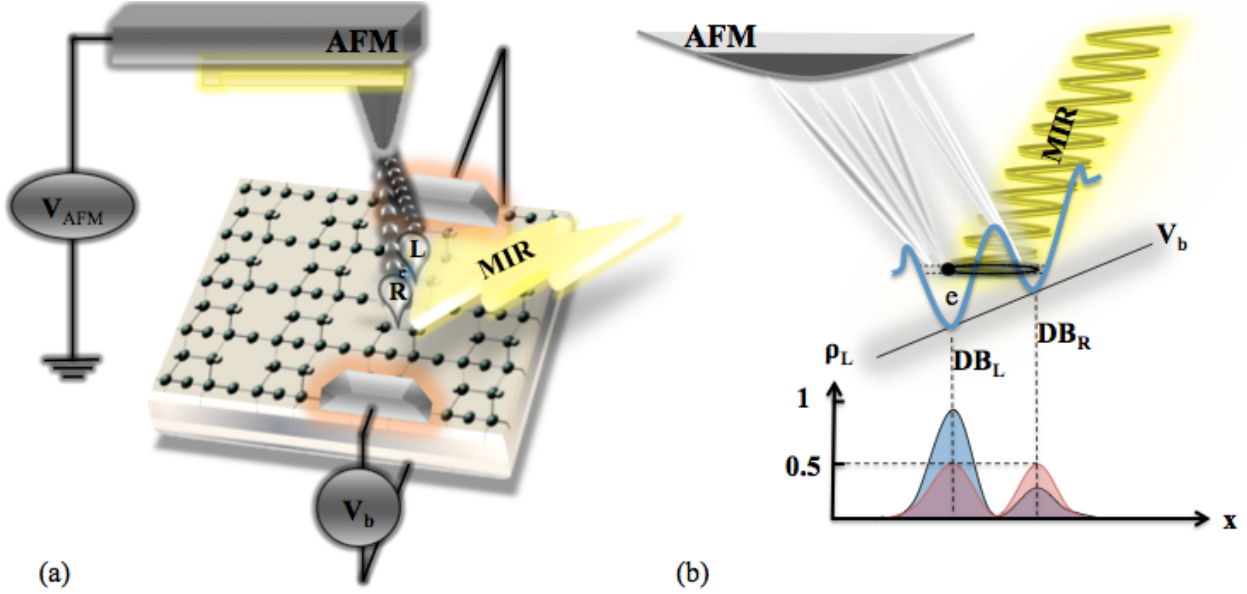 AFM
V_AFM
L
e
R
MIR
V_b
(a)
AFM
MIR
V_b
e
DB_L
DB_R
ρ_L
1
0.5
x
(b)